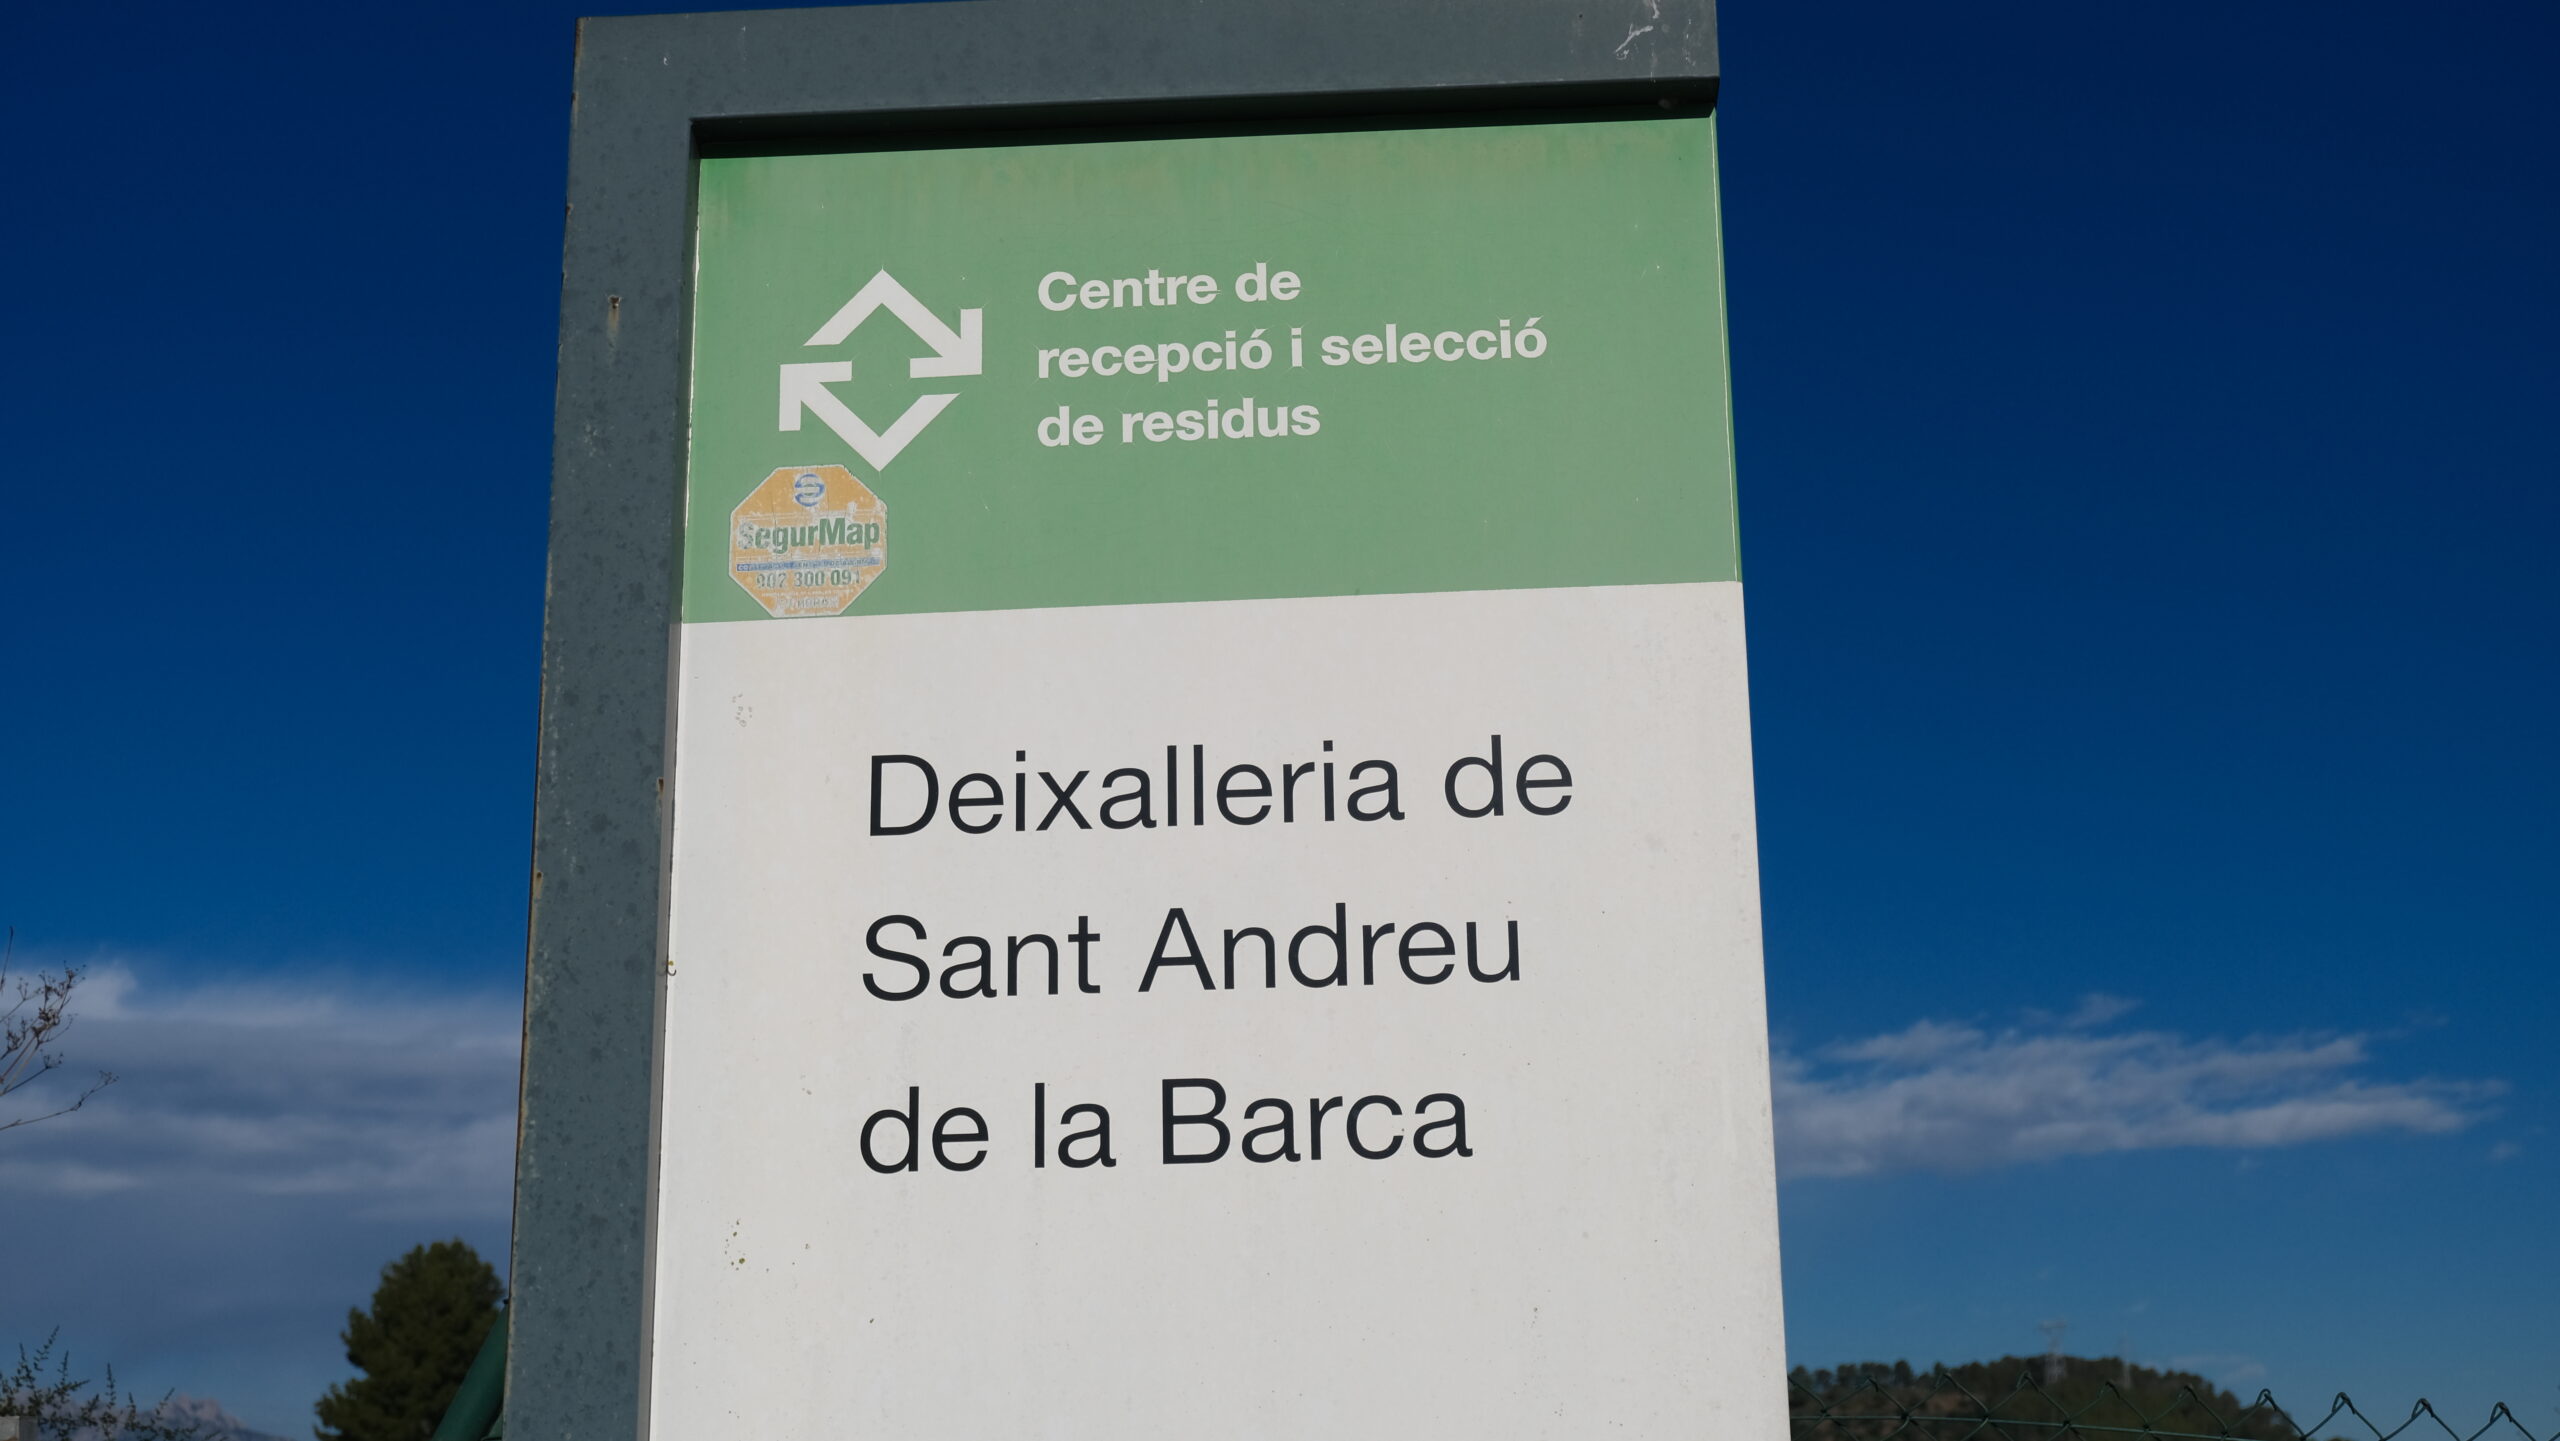 Centre de
recepció i selecció
de residus
SegurMap
902 300 091
Deixalleria de
Sant Andreu
de la Barca